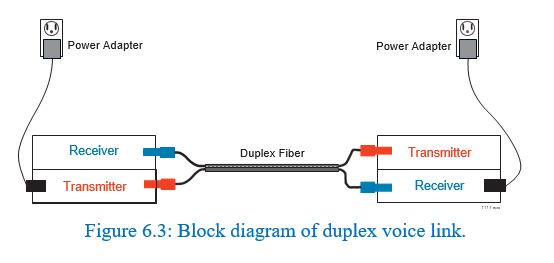 Power Adapter
Power Adapter
Receiver
Duplex Fiber
Transmitter
Transmitter
Receiver
Figure 6.3: Block diagram of duplex voice link.